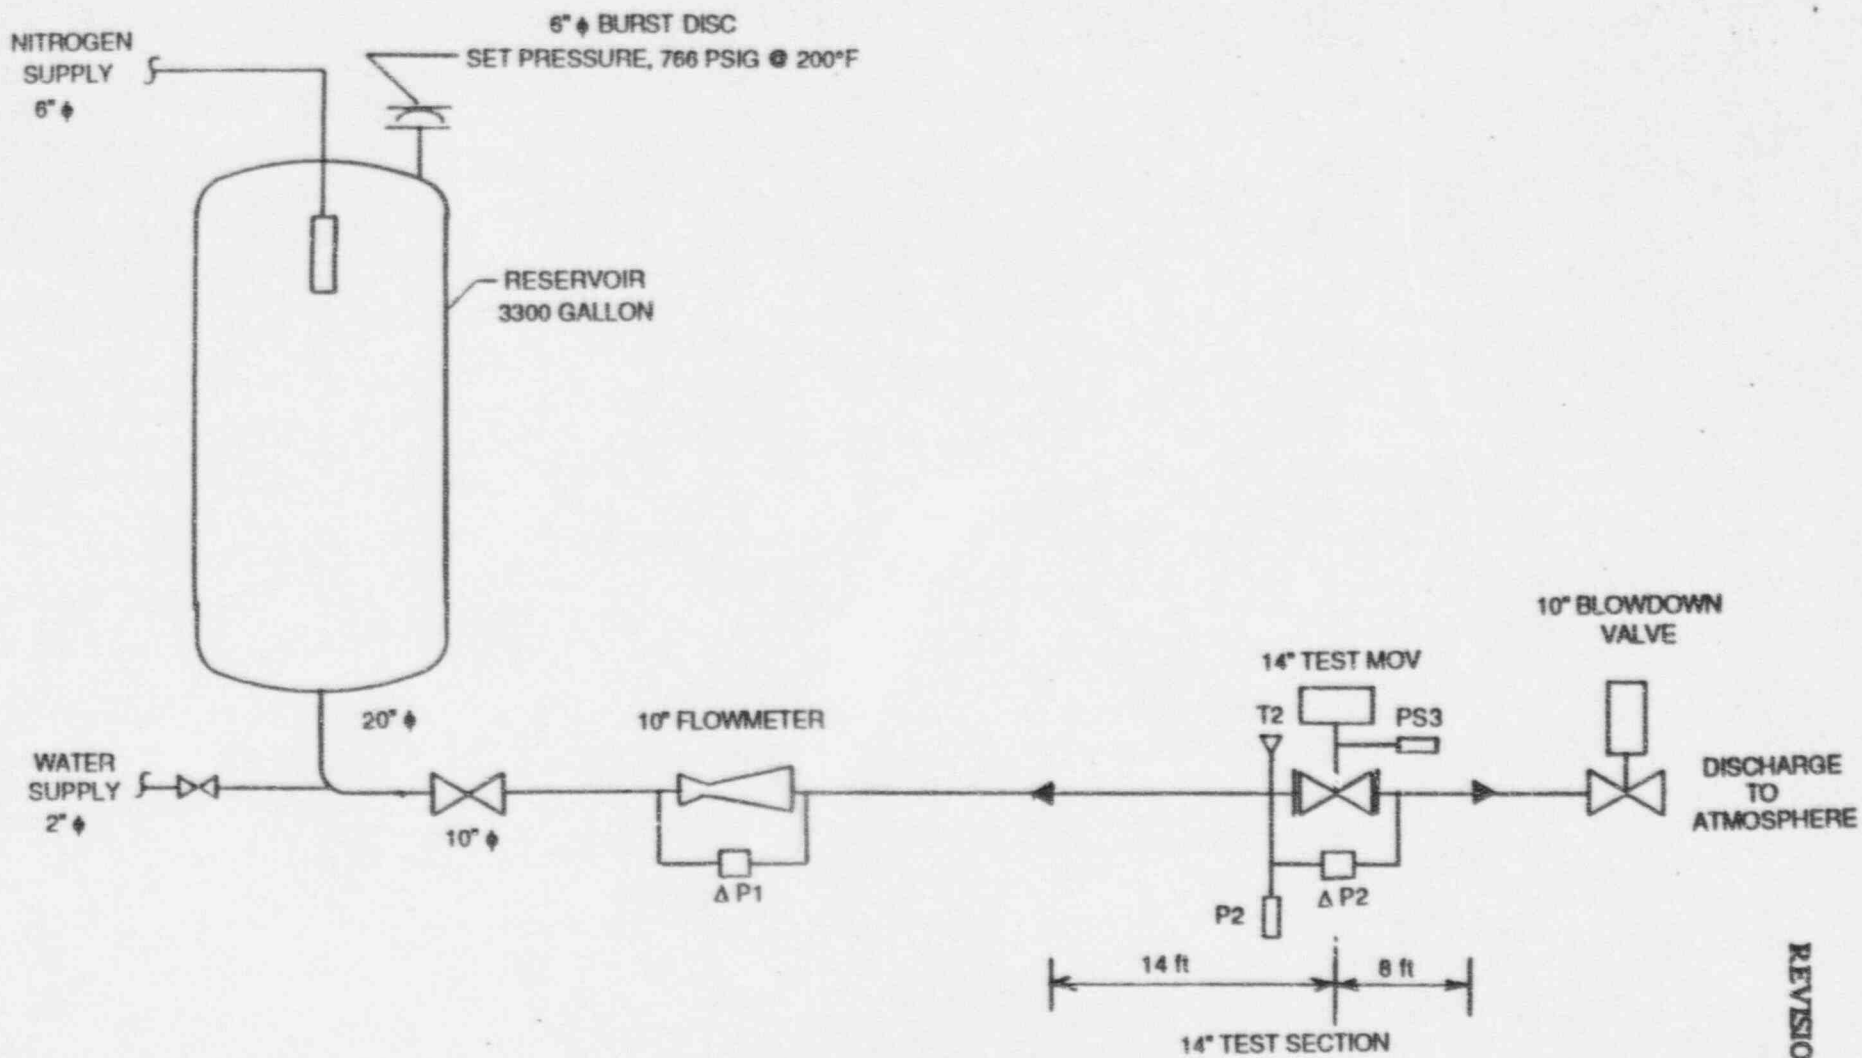 6" ϕ BURST DISC
SET PRESSURE, 766 PSIG @ 200°F
NITROGEN
SUPPLY
6" ϕ
RESERVOIR
3300 GALLON
20" ϕ
WATER
SUPPLY
2" ϕ
10" ϕ
10" FLOWMETER
Δ P1
14" TEST MOV
T2
PS3
P2
Δ P2
10" BLOWDOWN
VALVE
DISCHARGE
TO
ATMOSPHERE
14 ft
8 ft
14" TEST SECTION
REVISIO